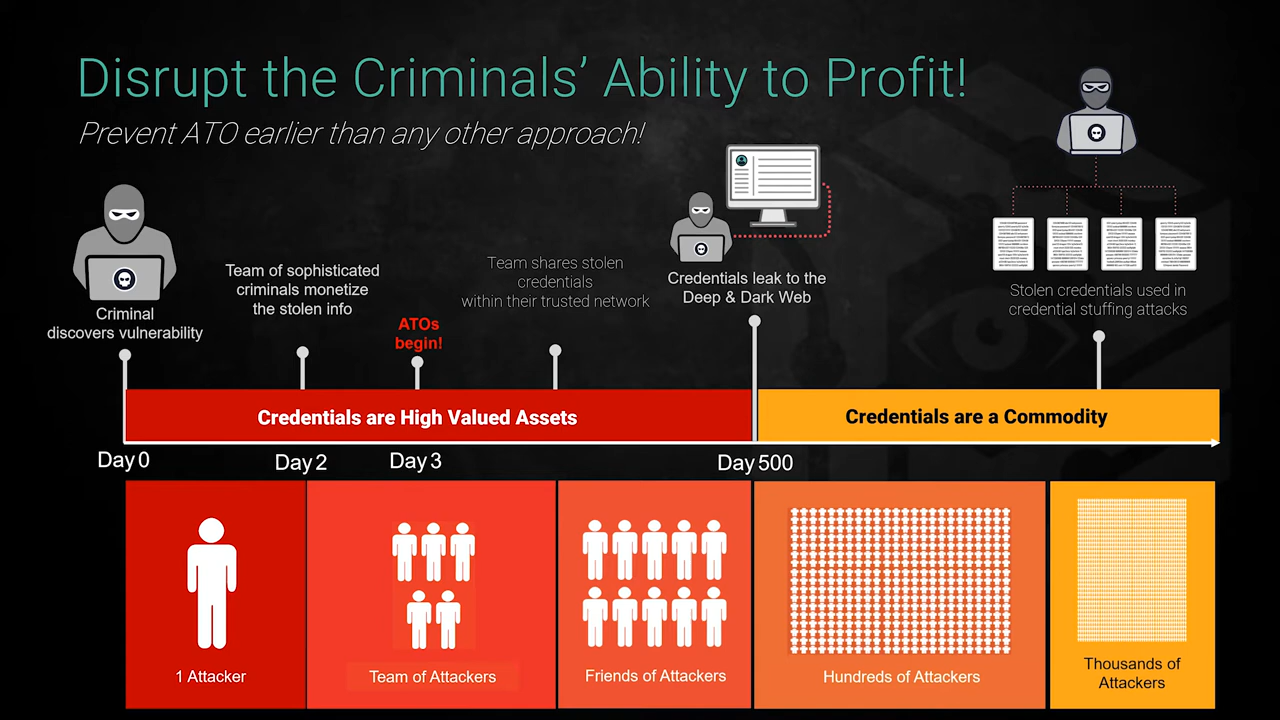 Disrupt the Criminals’ Ability to Profit!
Prevent ATO earlier than any other approach!
Criminal
discovers vulnerability
Team of sophisticated
criminals monetize
the stolen info
ATOs
begin!
Team shares stolen
credentials
within their trusted network
Credentials leak to the
Deep & Dark Web
Stolen credentials used in
credential stuffing attacks
Credentials are High Valued Assets
Credentials are a Commodity
Day 0
Day 2
Day 3
Day 500
1 Attacker
Team of Attackers
Friends of Attackers
Hundreds of Attackers
Thousands of
Attackers